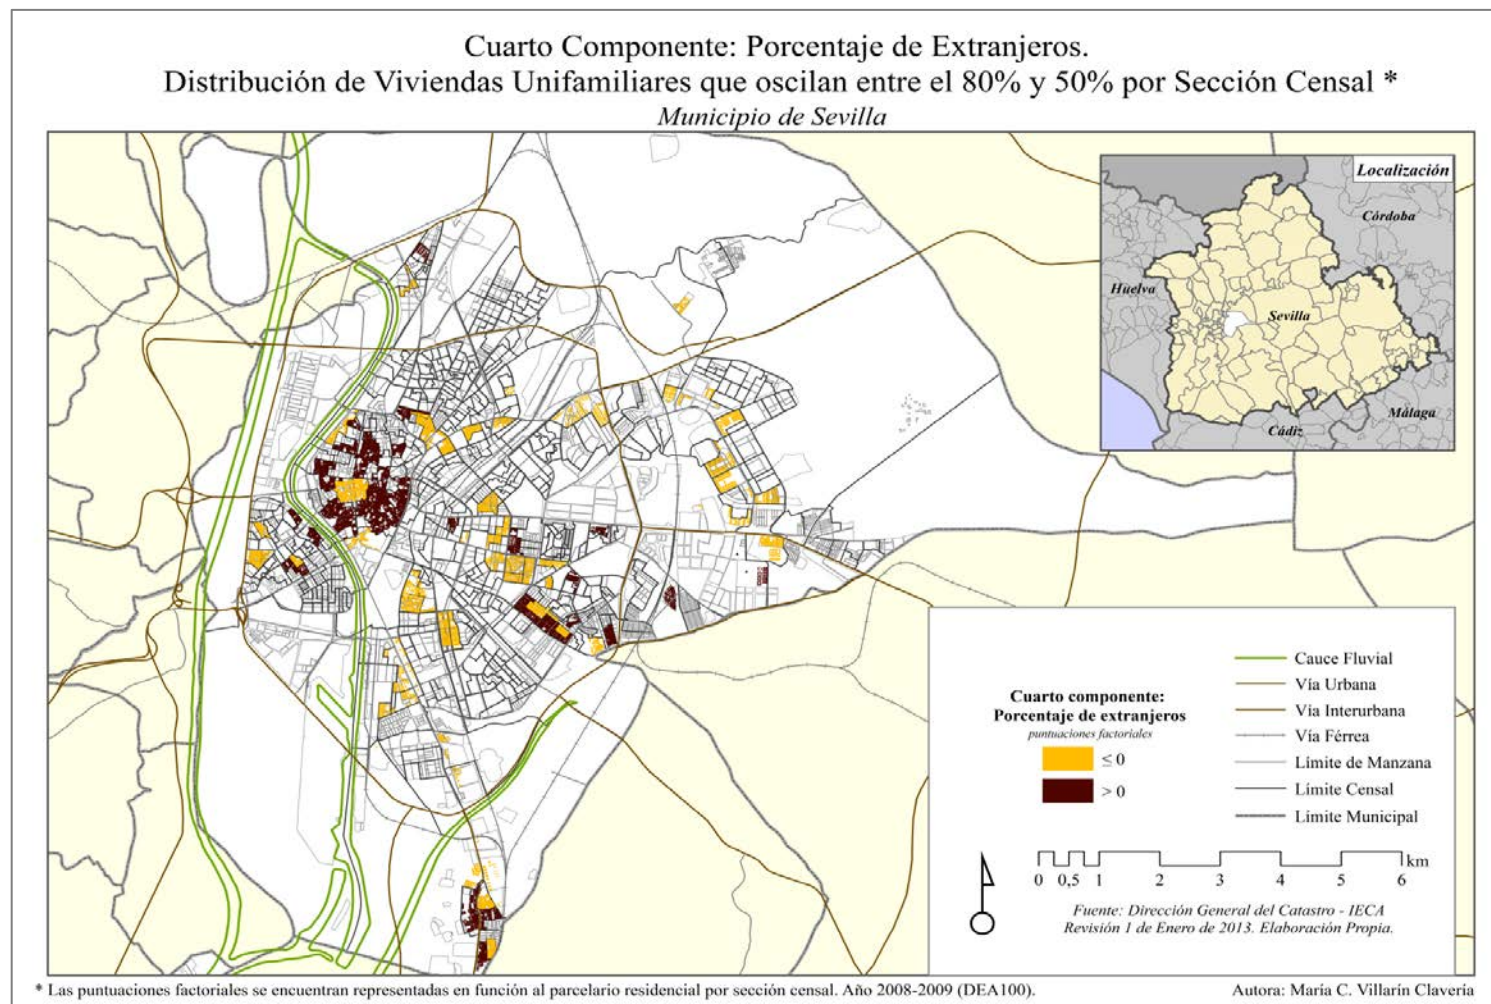 Cuarto Componente: Porcentaje de Extranjeros.
Distribución de Viviendas Unifamiliares que oscilan entre el 80% y 50% por Sección Censal *
Municipio de Sevilla
Localización
Córdoba
Huelva
Sevilla
Málaga
Cádiz
Cuarto componente:
Porcentaje de extranjeros
puntuaciones factoriales
≤ 0
> 0
Cauce Fluvial
Vía Urbana
Vía Interurbana
Vía Férrea
Límite de Manzana
Límite Censal
Límite Municipal
km
0 0,5 1 2 3 4 5 6
Fuente: Dirección General del Catastro - IECA
Revisión 1 de Enero de 2013. Elaboración Propia.
* Las puntuaciones factoriales se encuentran representadas en función al parcelario residencial por sección censal. Año 2008-2009 (DEA100).
Autora: María C. Villarín Clavería